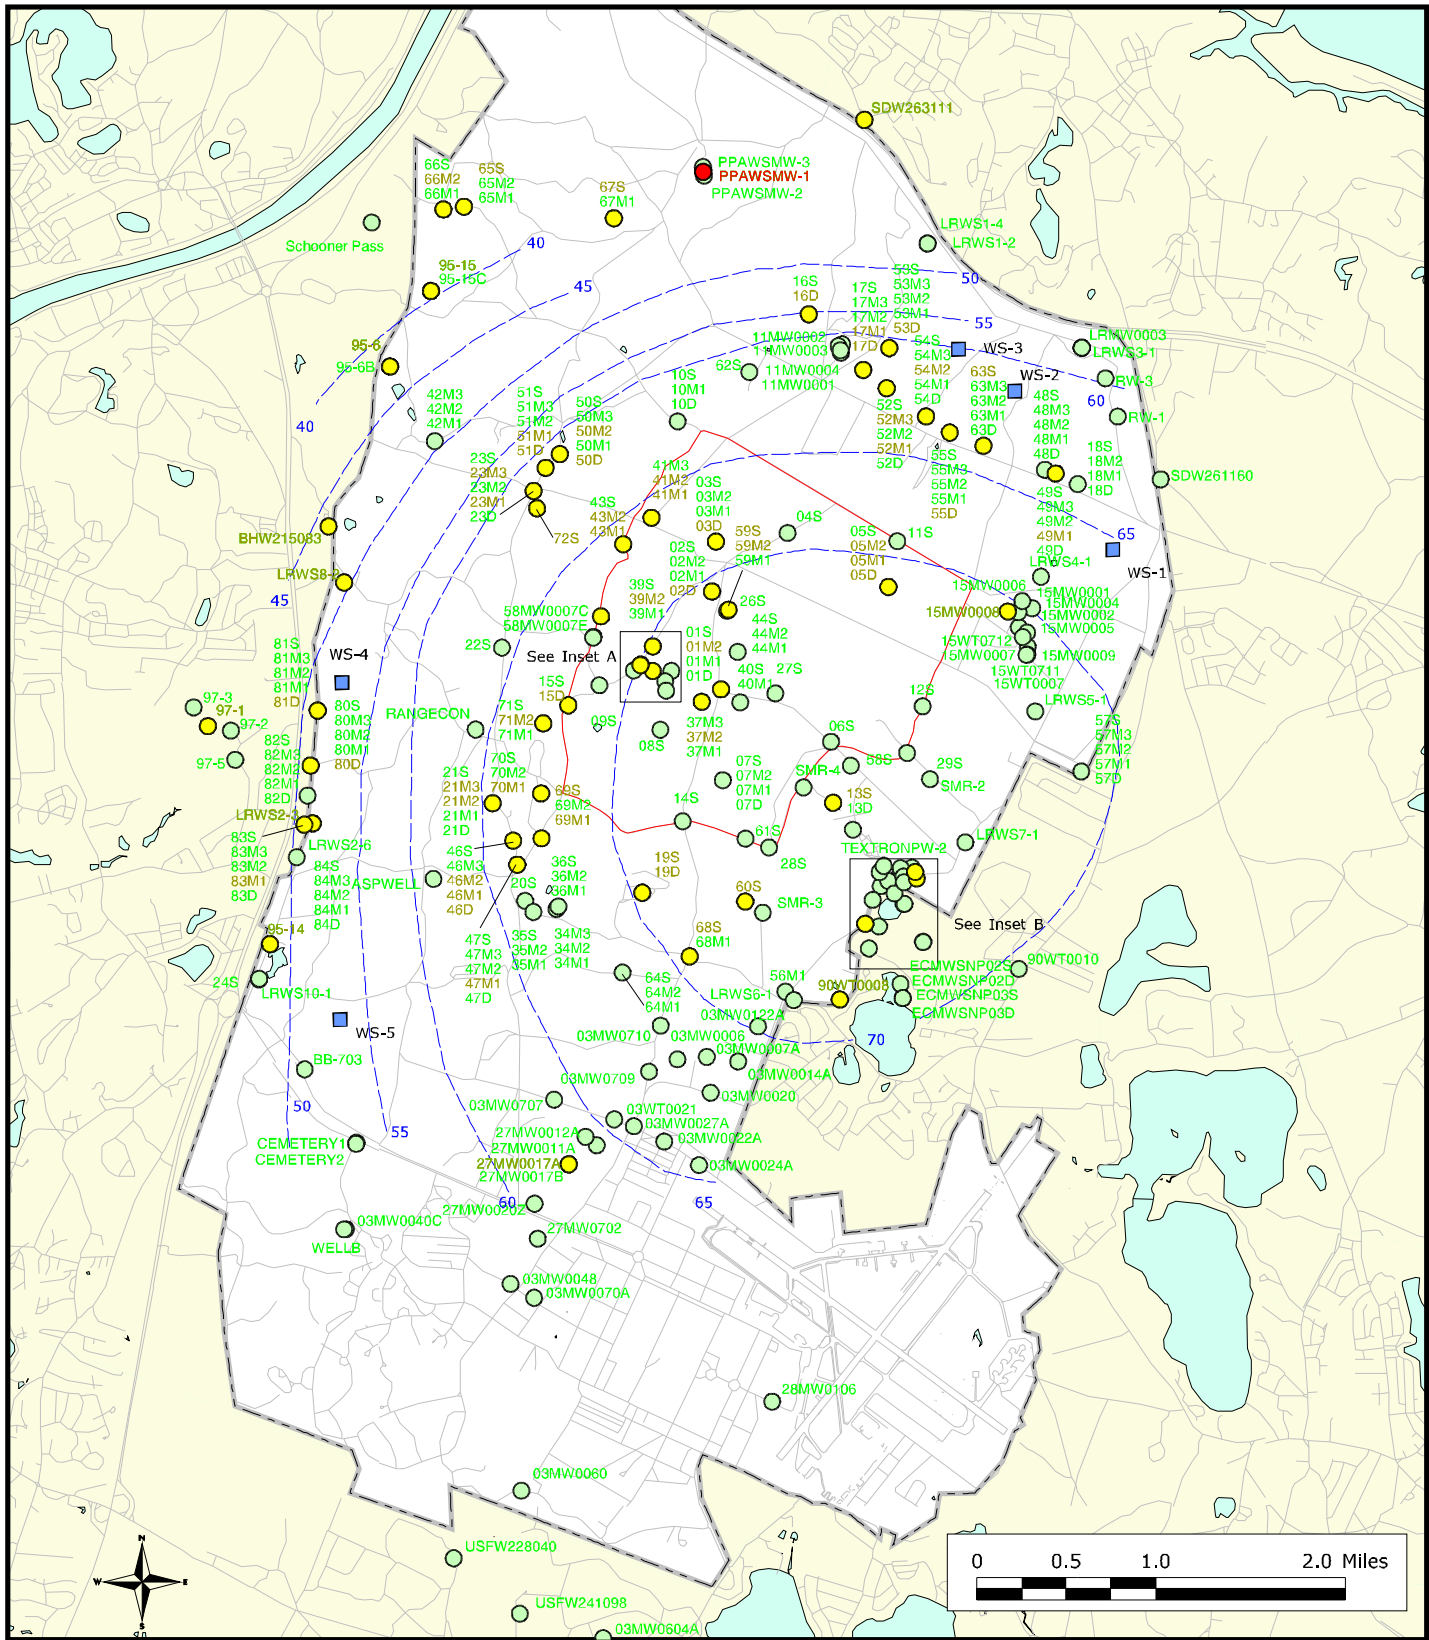 SDW263111
PPAWSMW-3
PPAWSMW-1
PPAWSMW-2
66S
66M2
66M1
65S
65M2
65M1
67S
67M1
LRWS1-4
LRWS1-2
Schooner Pass
40
95-15
95-15C
45
50
16S
16D
17S
17M3
17M2
17M1
17D
53S
53M3
53M2
53M1
53D
55
11MW0002
11MW0003
11MW0004
11MW0001
54S
54M3
54M2
54M1
54D
WS-3
LRMW0003
LRWS3-1
95-6
95-6B
62S
WS-2
RW-3
60
RW-1
63S
63M3
63M2
63M1
63D
48S
48M3
48M2
48M1
48D
10S
10M1
10D
42M3
42M2
42M1
40
51S
51M3
51M2
51M1
51D
50S
50M3
50M2
50M1
50D
52S
52M3
52M2
52M1
52D
18S
18M2
18M1
18D
SDW261160
23S
23M3
23M2
23M1
23D
41M3
41M2
41M1
03S
03M2
03M1
03D
55S
55M3
55M2
55M1
55D
49S
49M3
49M2
49M1
49D
43S
43M2
43M1
72S
04S
05S
05M2
05M1
05D
11S
65
BHW215083
59S
59M2
59M1
02S
02M2
02M1
02D
LRWS4-1
WS-1
LRWS8-2
45
39S
39M2
39M1
26S
15MW0006
15MW0001
15MW0004
15MW0008
15MW0002
15MW0005
58MW0007C
58MW0007E
44S
44M2
44M1
01S
01M2
01M1
01D
15WT0712
15MW0007
15MW0009
15WT0711
15WT0007
22S
See Inset A
81S
81M3
81M2
81M1
81D
WS-4
40S
40M1
27S
15S
15D
12S
LRWS5-1
97-3
97-1
97-2
97-5
80S
80M3
80M2
80M1
80D
RANGECON
71S
71M2
71M1
09S
08S
37M3
37M2
37M1
06S
57S
57M3
57M2
57M1
57D
82S
82M3
82M2
82M1
82D
70S
70M2
70M1
07S
07M2
07M1
07D
58S
29S
SMR-4
SMR-2
21S
21M3
21M2
21M1
21D
69S
69M2
69M1
13S
13D
LRWS2-3
14S
61S
28S
TEXTRONPW-2
LRWS7-1
83S
83M3
83M2
83M1
83D
LRWS2-6
84S
84M3
84M2
84M1
84D
46S
46M3
46M2
46M1
46D
ASPWELL
20S
36S
36M2
36M1
19S
19D
60S
SMR-3
See Inset B
95-14
47S
47M3
47M2
47M1
47D
35S
35M2
35M1
34M3
34M2
34M1
68S
68M1
24S
LRWS10-1
64S
64M2
64M1
56M1
LRWS6-1
90WT0008
ECMWSNP02S
ECMWSNP02D
ECMWSNP03S
ECMWSNP03D
90WT0010
WS-5
03MW0122A
03MW0710
03MW0006
70
03MW0007A
03MW0014A
BB-703
03MW0709
03MW0020
50
55
03MW0707
03WT0021
03MW0027A
03MW0022A
03MW0024A
27MW0012A
27MW0011A
27MW0017A
27MW0017B
CEMETERY1
CEMETERY2
60
65
27MW0020Z
27MW0702
03MW0040C
WELLB
03MW0048
03MW0070A
28MW0106
03MW0060
USFW228040
USFW241098
03MW0604A
N
W
E
S
0 0.5 1.0 2.0 Miles